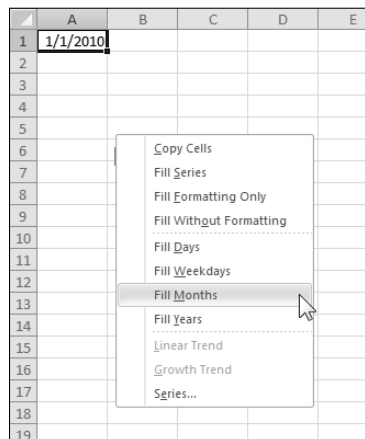 A B C D E
1 1/1/2010
2
3
4
5
6 Copy Cells
7 Fill Series
8 Fill Formatting Only
9 Fill Without Formatting
10
11 Fill Days
12 Fill Weekdays
13 Fill Months
14 Fill Years
15 Linear Trend
16 Growth Trend
17 Series...
18
19